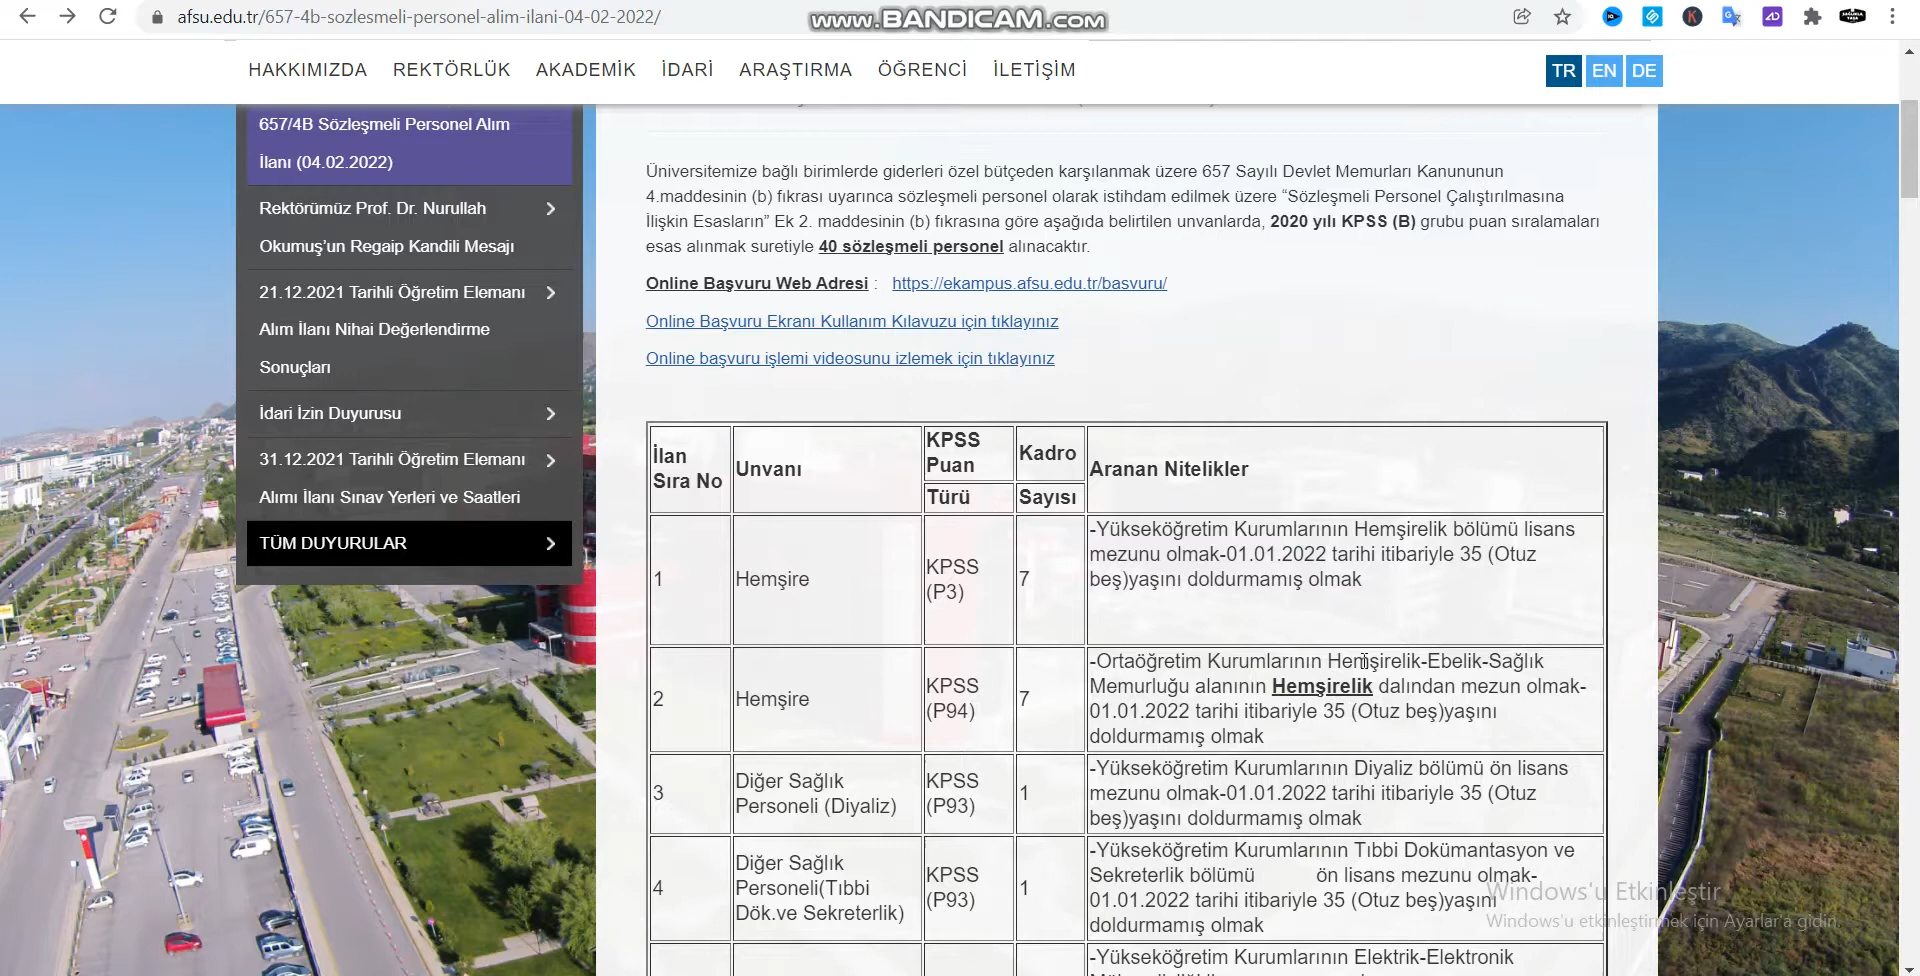 afsu.edu.tr/657-4b-sozlesmeli-personel-alim-ilani-04-02-2022/
www.BANDICAM.com
HAKKIMIZDA REKTÖRLÜK AKADEMİK İDARİ ARAŞTIRMA ÖĞRENCİ İLETİŞİM
TR EN DE
657/4B Sözleşmeli Personel Alım
İlanı (04.02.2022)
Rektörümüz Prof. Dr. Nurullah
Okumuş'un Regaip Kandili Mesajı
21.12.2021 Tarihli Öğretim Elemanı
Alım İlanı Nihai Değerlendirme
Sonuçları
İdari İzin Duyurusu
31.12.2021 Tarihli Öğretim Elemanı
Alımı İlanı Sınav Yerleri ve Saatleri
TÜM DUYURULAR
Üniversitemize bağlı birimlerde giderleri özel bütçeden karşılanmak üzere 657 Sayılı Devlet Memurları Kanununun
4.maddesinin (b) fıkrası uyarınca sözleşmeli personel olarak istihdam edilmek üzere “Sözleşmeli Personel Çalıştırılmasına
İlişkin Esasların” Ek 2. maddesinin (b) fıkrasına göre aşağıda belirtilen unvanlarda, 2020 yılı KPSS (B) grubu puan sıralamaları
esas alınmak suretiyle 40 sözleşmeli personel alınacaktır.
Online Başvuru Web Adresi : https://ekampus.afsu.edu.tr/basvuru/
Online Başvuru Ekranı Kullanım Kılavuzu için tıklayınız
Online başvuru işlemi videosunu izlemek için tıklayınız
İlan
Sıra No
Unvanı
KPSS
Puan
Türü
Kadro
Sayısı
Aranan Nitelikler
1
Hemşire
KPSS
(P3)
7
-Yükseköğretim Kurumlarının Hemşirelik bölümü lisans
mezunu olmak-01.01.2022 tarihi itibariyle 35 (Otuz
beş)yaşını doldurmamış olmak
2
Hemşire
KPSS
(P94)
7
-Ortaöğretim Kurumlarının Hemşirelik-Ebelik-Sağlık
Memurluğu alanının Hemşirelik dalından mezun olmak-
01.01.2022 tarihi itibariyle 35 (Otuz beş)yaşını
doldurmamış olmak
3
Diğer Sağlık
Personeli (Diyaliz)
KPSS
(P93)
1
-Yükseköğretim Kurumlarının Diyaliz bölümü ön lisans
mezunu olmak-01.01.2022 tarihi itibariyle 35 (Otuz
beş)yaşını doldurmamış olmak
4
Diğer Sağlık
Personeli(Tıbbi
Dök.ve Sekreterlik)
KPSS
(P93)
1
-Yükseköğretim Kurumlarının Tıbbi Dokümantasyon ve
Sekreterlik bölümü ön lisans mezunu olmak-
01.01.2022 tarihi itibariyle 35 (Otuz beş)yaşını
doldurmamış olmak
-Yükseköğretim Kurumlarının Elektrik-Elektronik
Windows'u Etkinleştir
Windows'u etkinleştirmek için Ayarlar'a gidin.